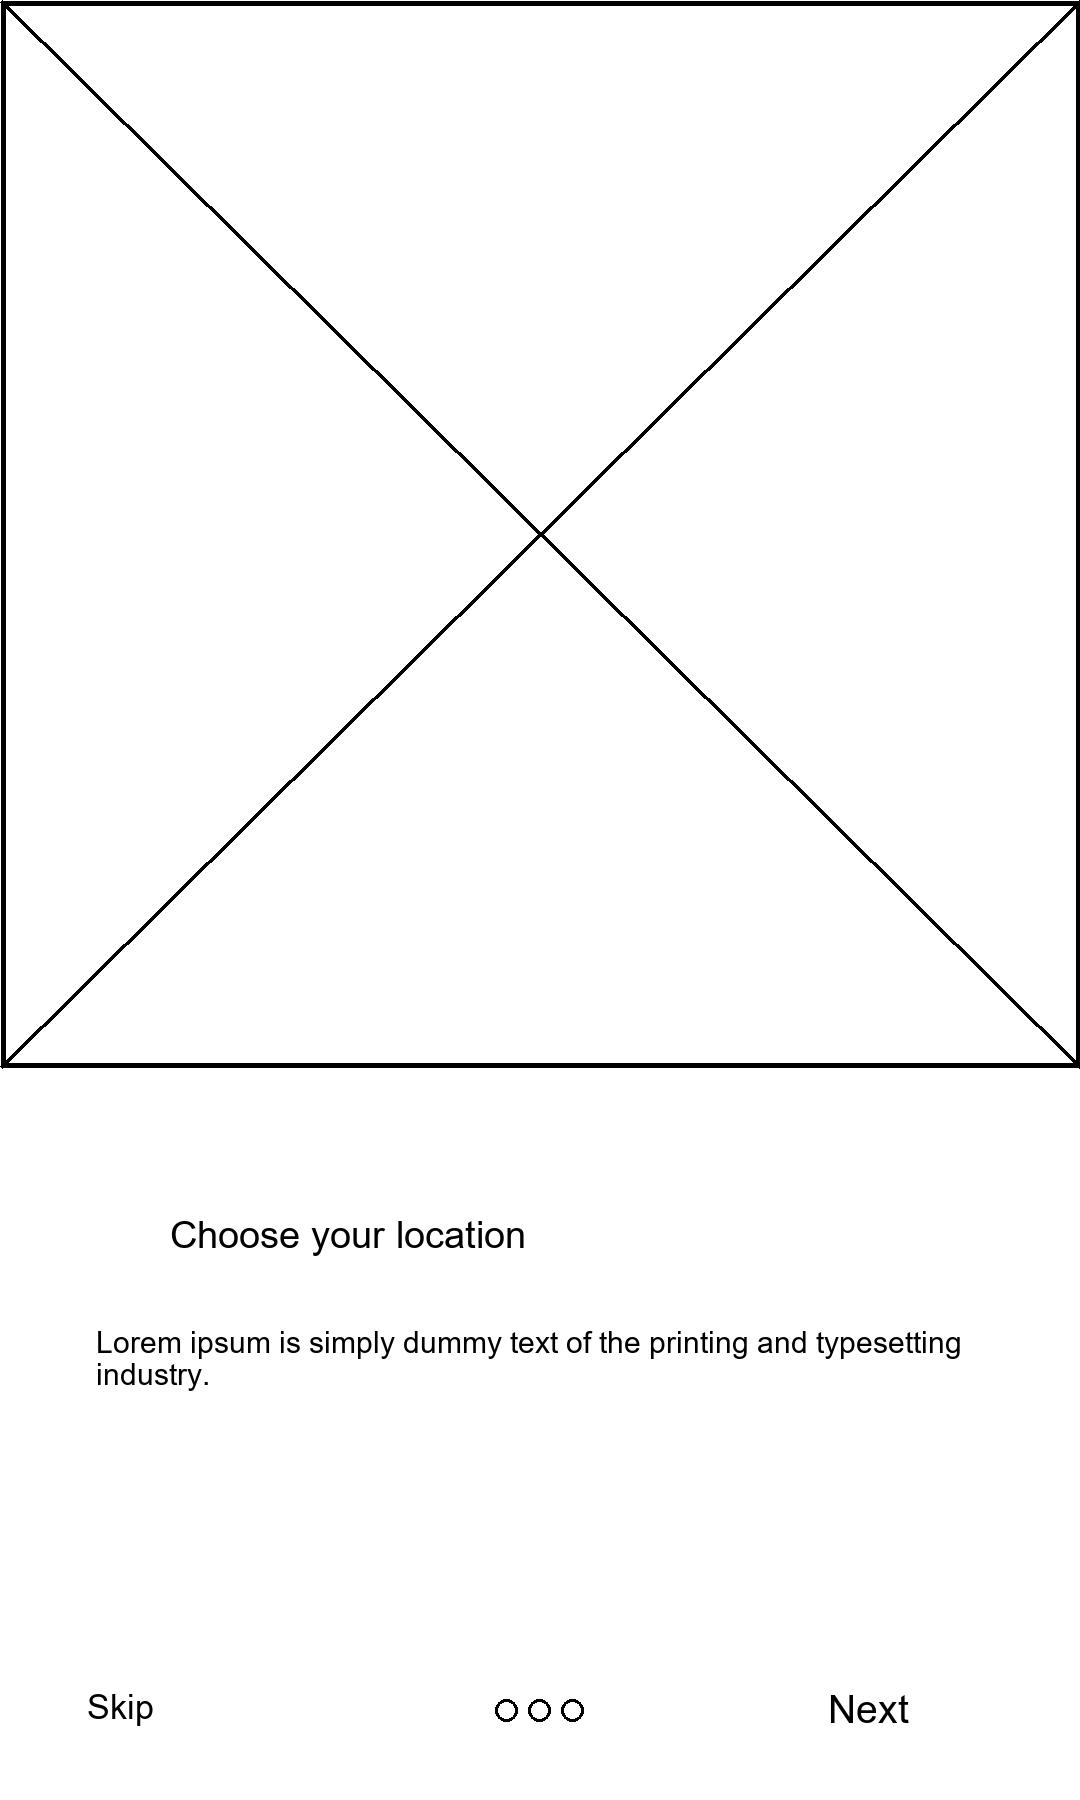 Choose your location
Lorem ipsum is simply dummy text of the printing and typesetting
industry.
Skip
Next